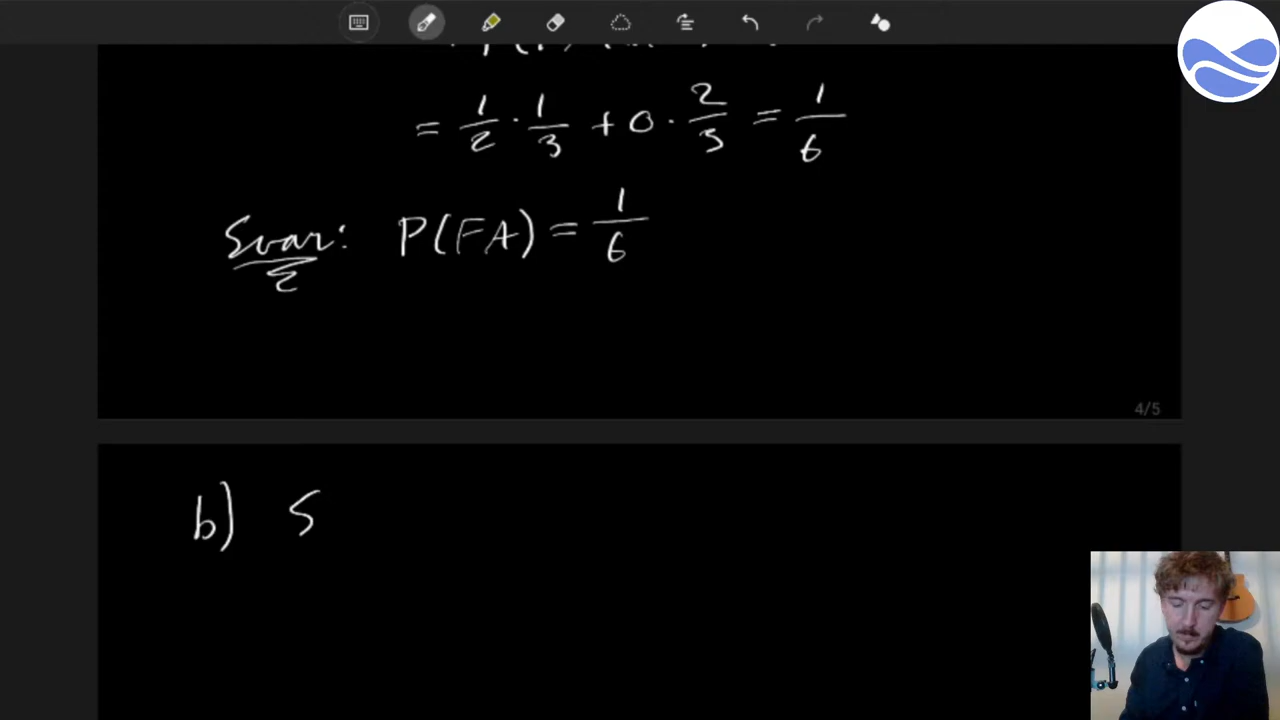 = 1/2 · 1/3 + 0 · 2/3 = 1/6
Svar: P(FA) = 1/6
4/5
b) S